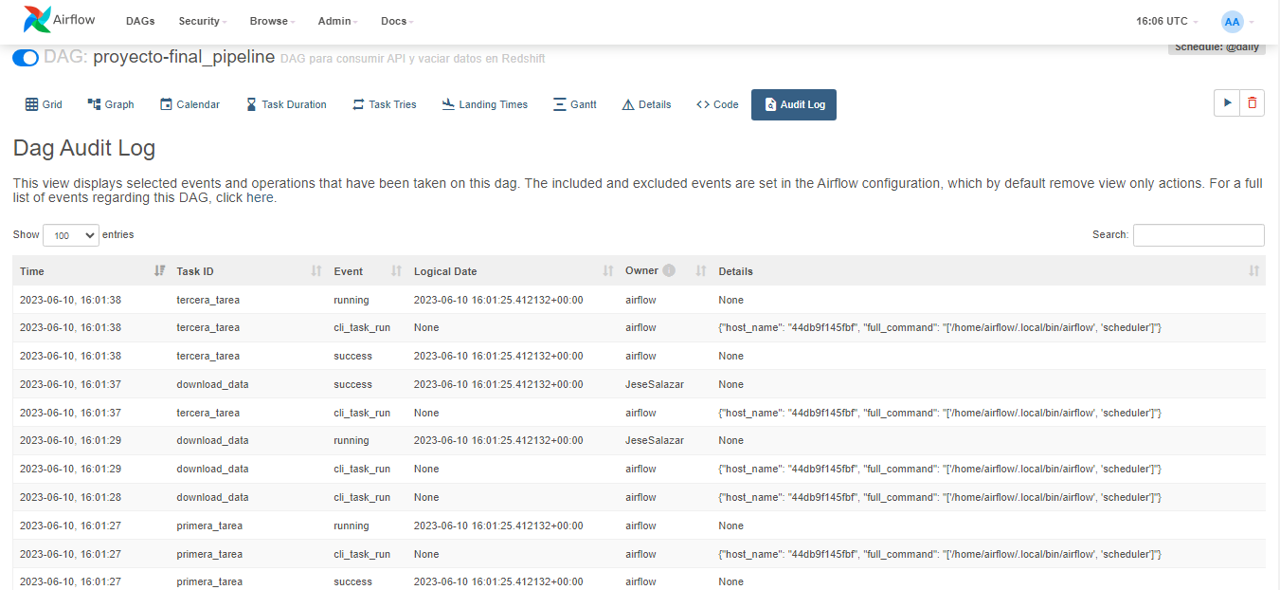 Airflow DAGs Security Browse Admin Docs 16:06 UTC AA
Schedule: @daily
DAG: proyecto-final_pipeline DAG para consumir API y vaciar datos en Redshift
Grid Graph Calendar Task Duration Task Tries Landing Times Gantt Details <> Code Audit Log
Dag Audit Log
This view displays selected events and operations that have been taken on this dag. The included and excluded events are set in the Airflow configuration, which by default remove view only actions. For a full
list of events regarding this DAG, click here.
Show 100 entries Search:
Time Task ID Event Logical Date Owner Details
2023-06-10, 16:01:38 tercera_tarea running 2023-06-10 16:01:25.412132+00:00 airflow None
2023-06-10, 16:01:38 tercera_tarea cli_task_run None airflow {"host_name": "44db9f145fbf", "full_command": "['/home/airflow/.local/bin/airflow', 'scheduler']"}
2023-06-10, 16:01:38 tercera_tarea success 2023-06-10 16:01:25.412132+00:00 airflow None
2023-06-10, 16:01:37 download_data success 2023-06-10 16:01:25.412132+00:00 JeseSalazar None
2023-06-10, 16:01:37 tercera_tarea cli_task_run None airflow {"host_name": "44db9f145fbf", "full_command": "['/home/airflow/.local/bin/airflow', 'scheduler']"}
2023-06-10, 16:01:29 download_data running 2023-06-10 16:01:25.412132+00:00 JeseSalazar None
2023-06-10, 16:01:29 download_data cli_task_run None airflow {"host_name": "44db9f145fbf", "full_command": "['/home/airflow/.local/bin/airflow', 'scheduler']"}
2023-06-10, 16:01:28 download_data cli_task_run None airflow {"host_name": "44db9f145fbf", "full_command": "['/home/airflow/.local/bin/airflow', 'scheduler']"}
2023-06-10, 16:01:27 primera_tarea running 2023-06-10 16:01:25.412132+00:00 airflow None
2023-06-10, 16:01:27 primera_tarea cli_task_run None airflow {"host_name": "44db9f145fbf", "full_command": "['/home/airflow/.local/bin/airflow', 'scheduler']"}
2023-06-10, 16:01:27 primera_tarea success 2023-06-10 16:01:25.412132+00:00 airflow None